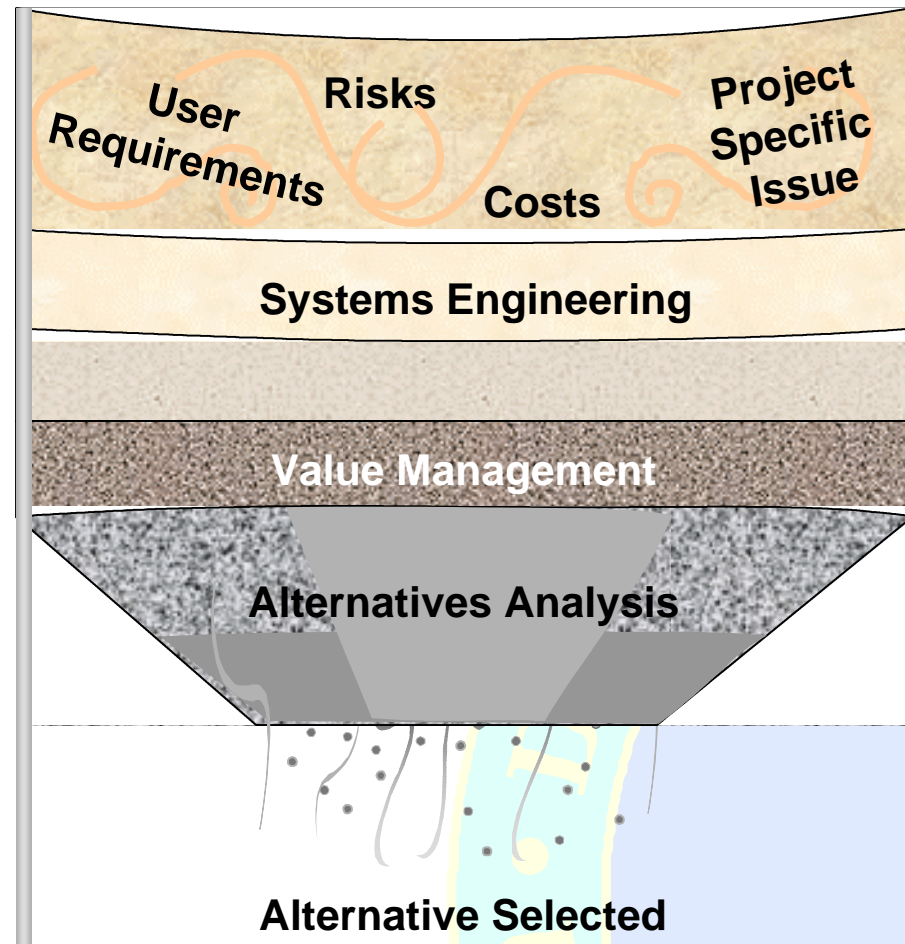 User
Requirements
Risks
Costs
Project
Specific
Issue
Systems Engineering
Value Management
Alternatives Analysis
Alternative Selected